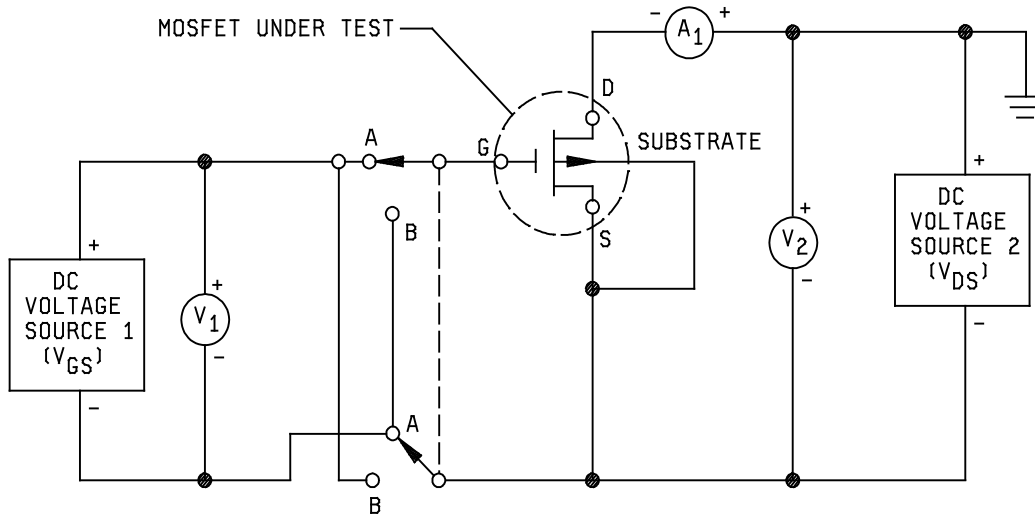 MOSFET UNDER TEST
- A1 +
D
SUBSTRATE
A
G
B
S
+
DC
VOLTAGE
SOURCE 1
(VGS)
-
+
V1
-
+
V2
-
+
DC
VOLTAGE
SOURCE 2
(VDS)
-
A
B